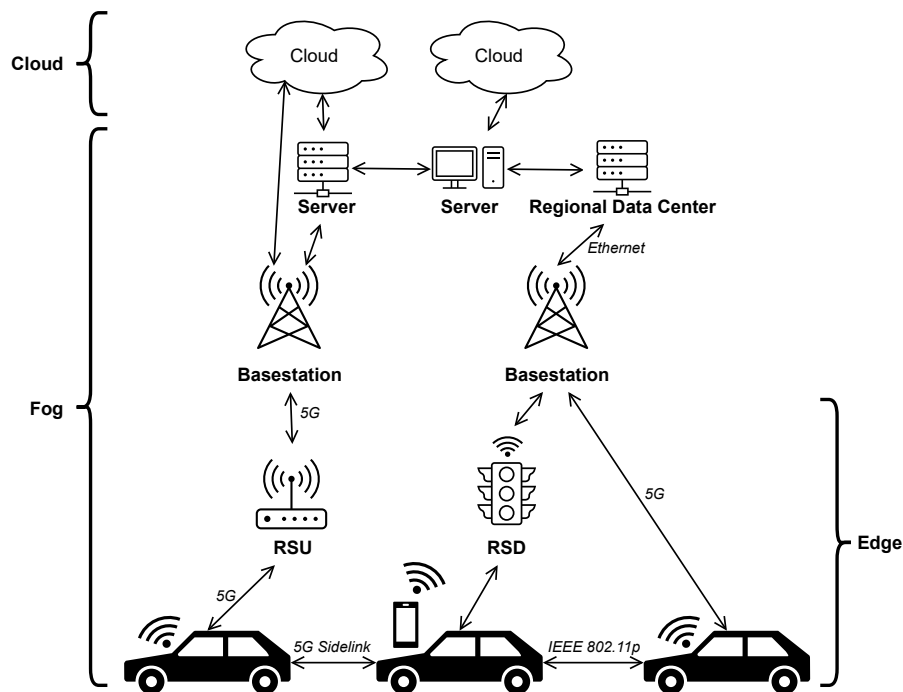 Cloud
Cloud
Cloud
Server
Server
Regional Data Center
Ethernet
Basestation
Basestation
Fog
5G
5G
RSU
RSD
Edge
5G
5G Sidelink
IEEE 802.11p